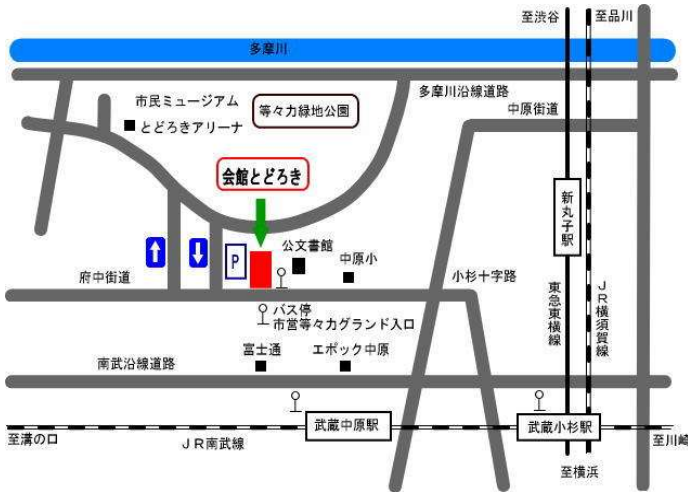 至渋谷
至品川
多摩川
多摩川沿線道路
中原街道
市民ミュージアム
とどろきアリーナ
等々力緑地公園
会館とどろき
新丸子駅
P
公文書館
中原小
府中街道
小杉十字路
バス停
市営等々力グランド入口
東急東横線
JR横須賀線
富士通
エポック中原
南武沿線道路
武蔵中原駅
武蔵小杉駅
至溝の口
JR南武線
至川崎
至横浜